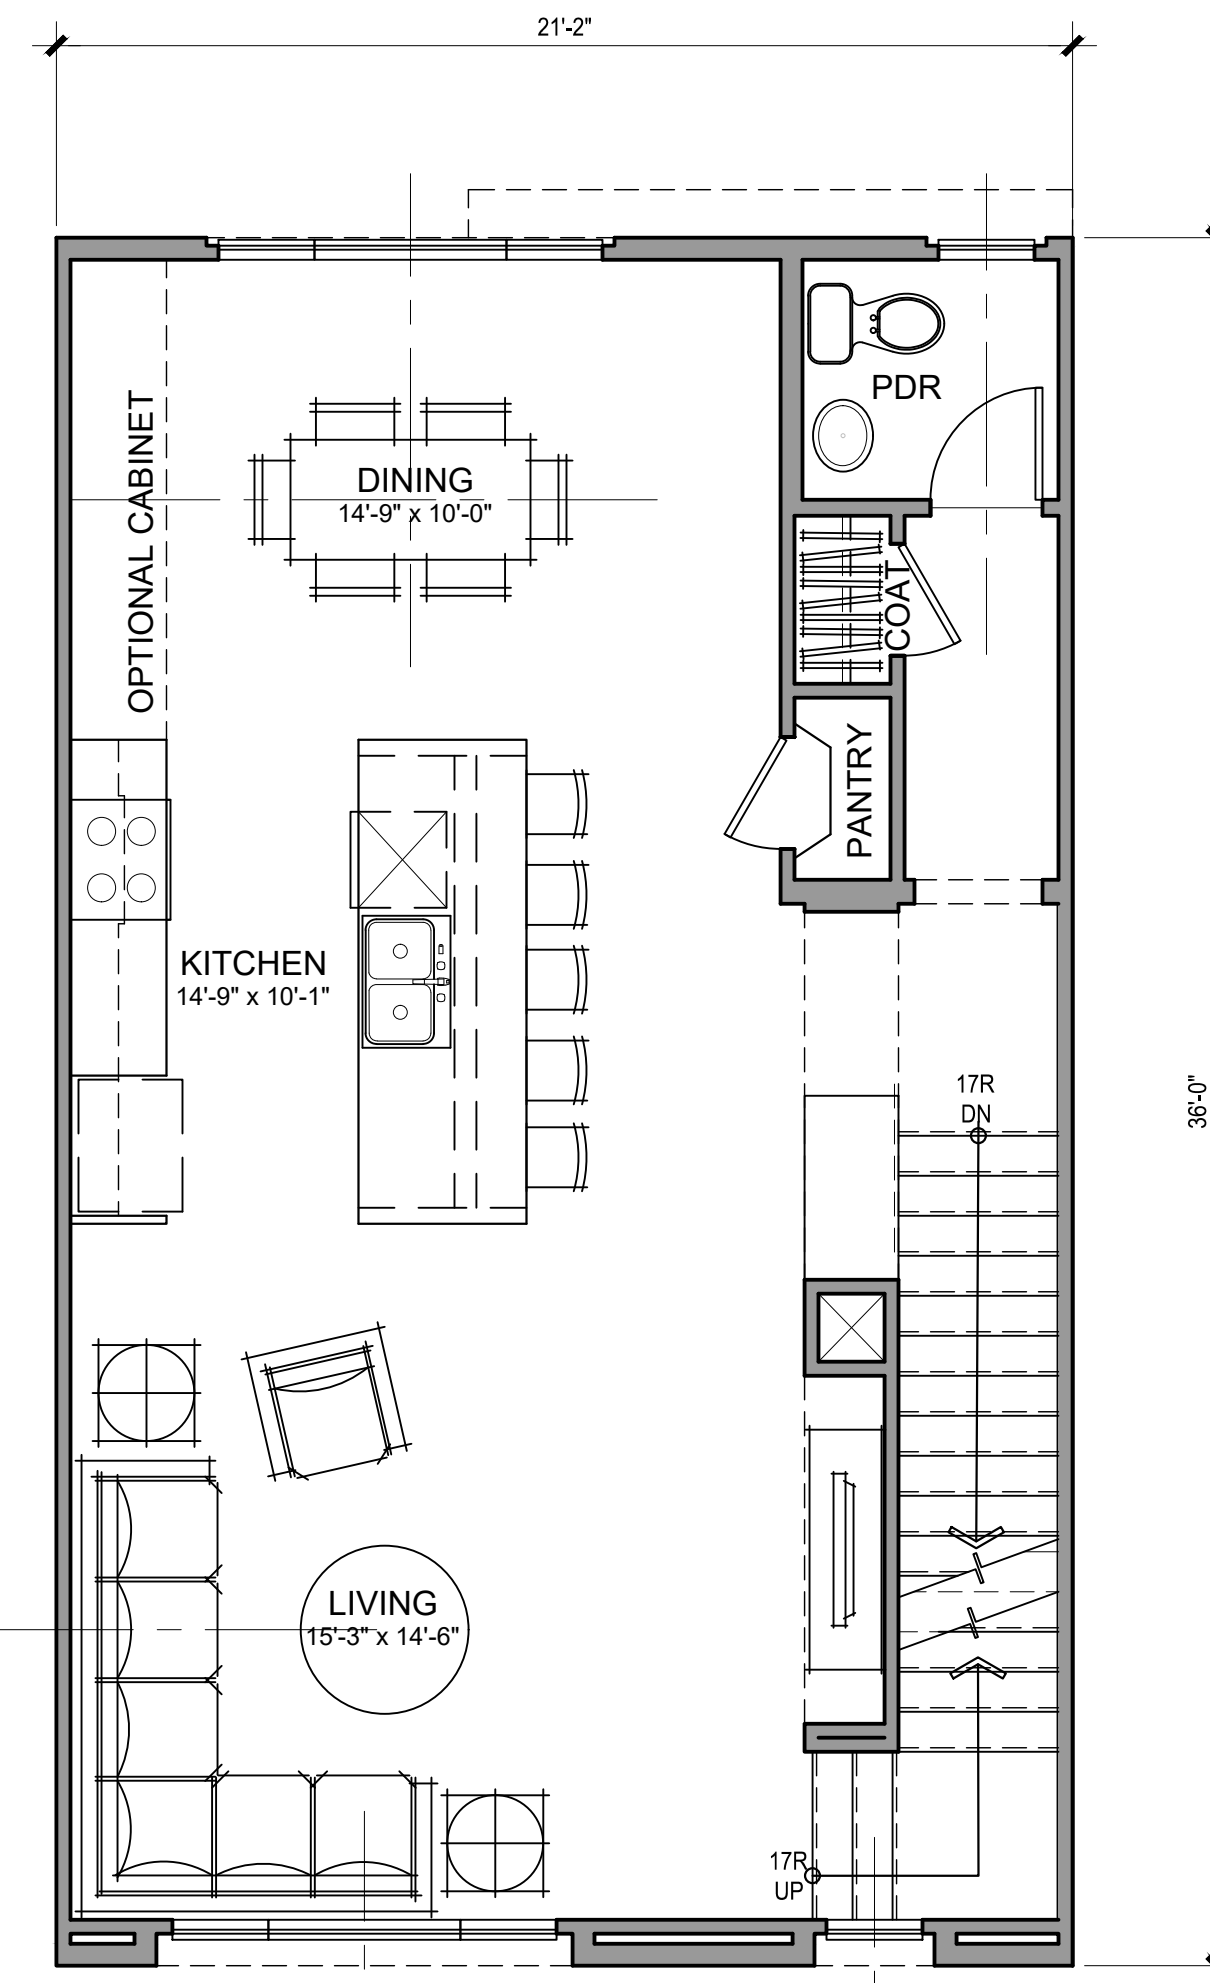 21'-2"
PDR
OPTIONAL CABINET
DINING
14'-9" x 10'-0"
COAT
PANTRY
KITCHEN
14'-9" x 10'-1"
17R
DN
36'-0"
LIVING
15'-3" x 14'-6"
17R
UP